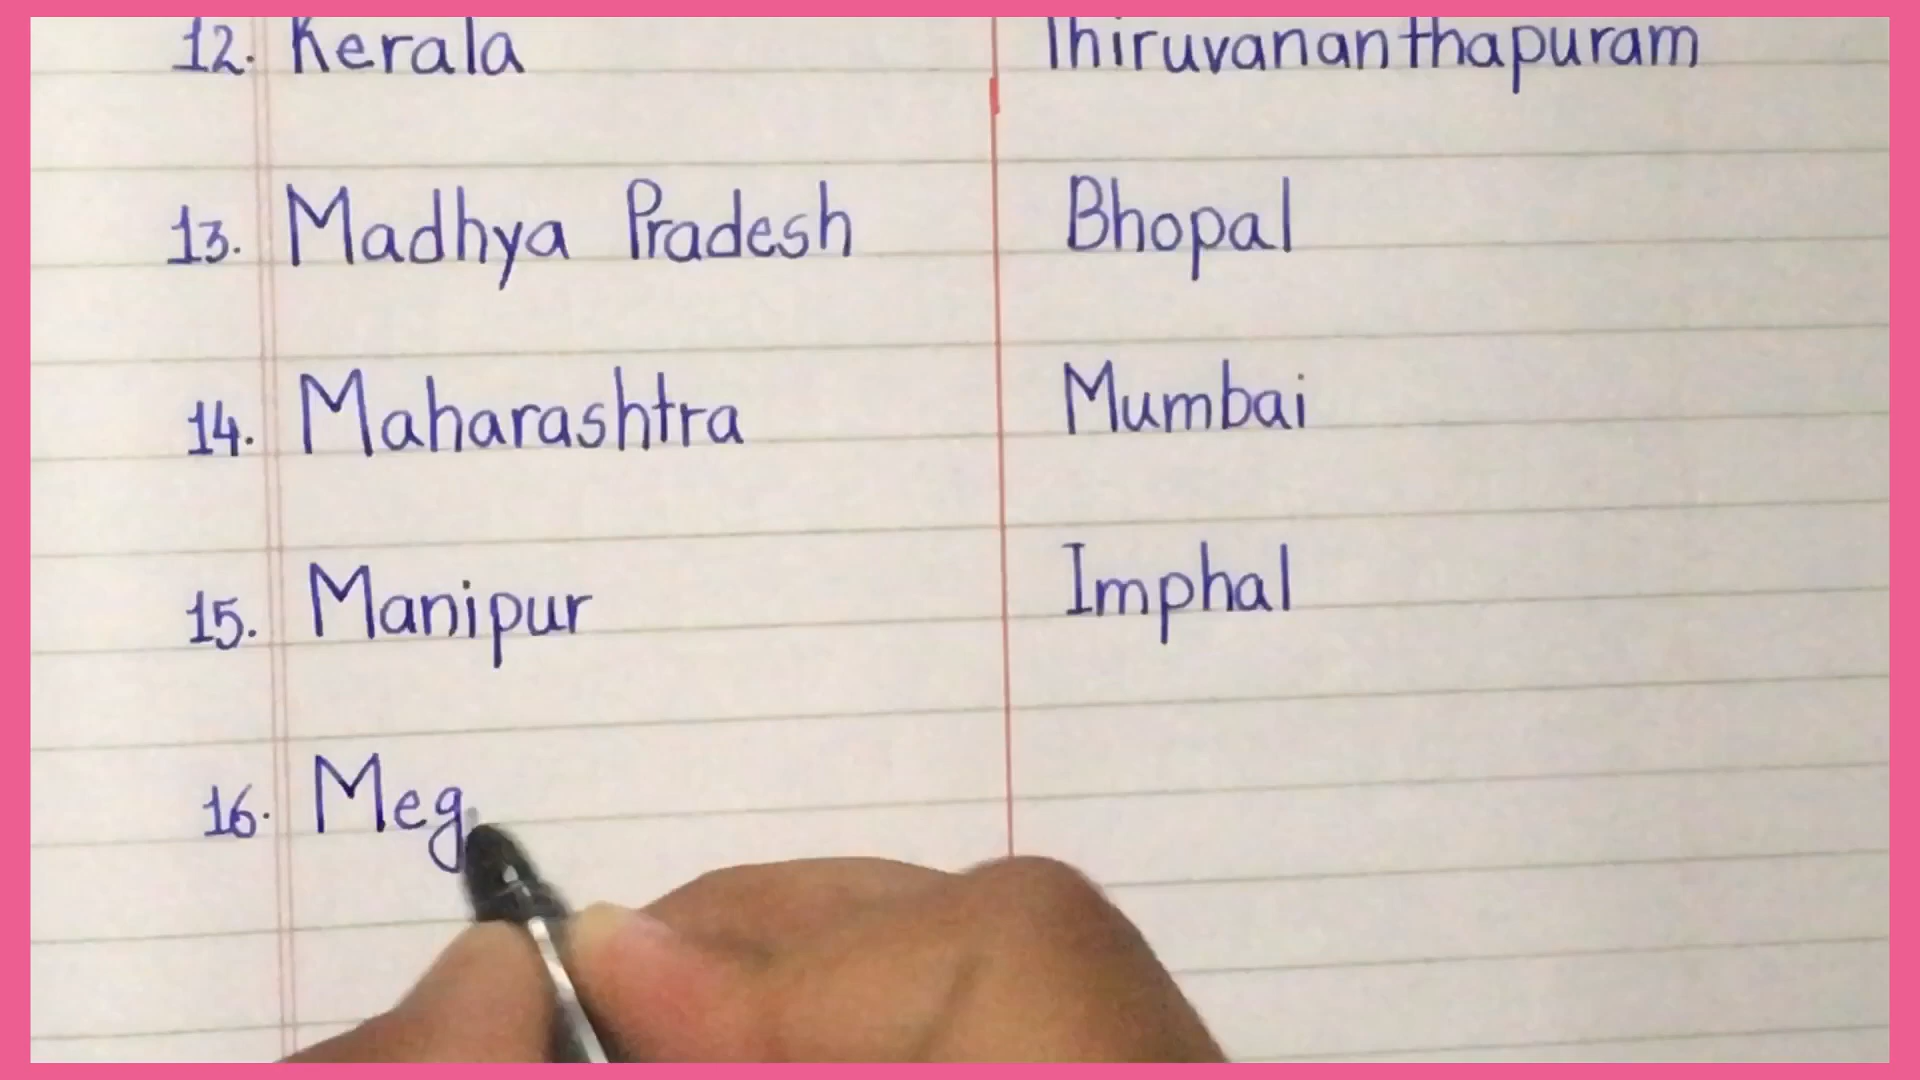 12. Kerala Thiruvananthapuram
13. Madhya Pradesh Bhopal
14. Maharashtra Mumbai
15. Manipur Imphal
16. Meg